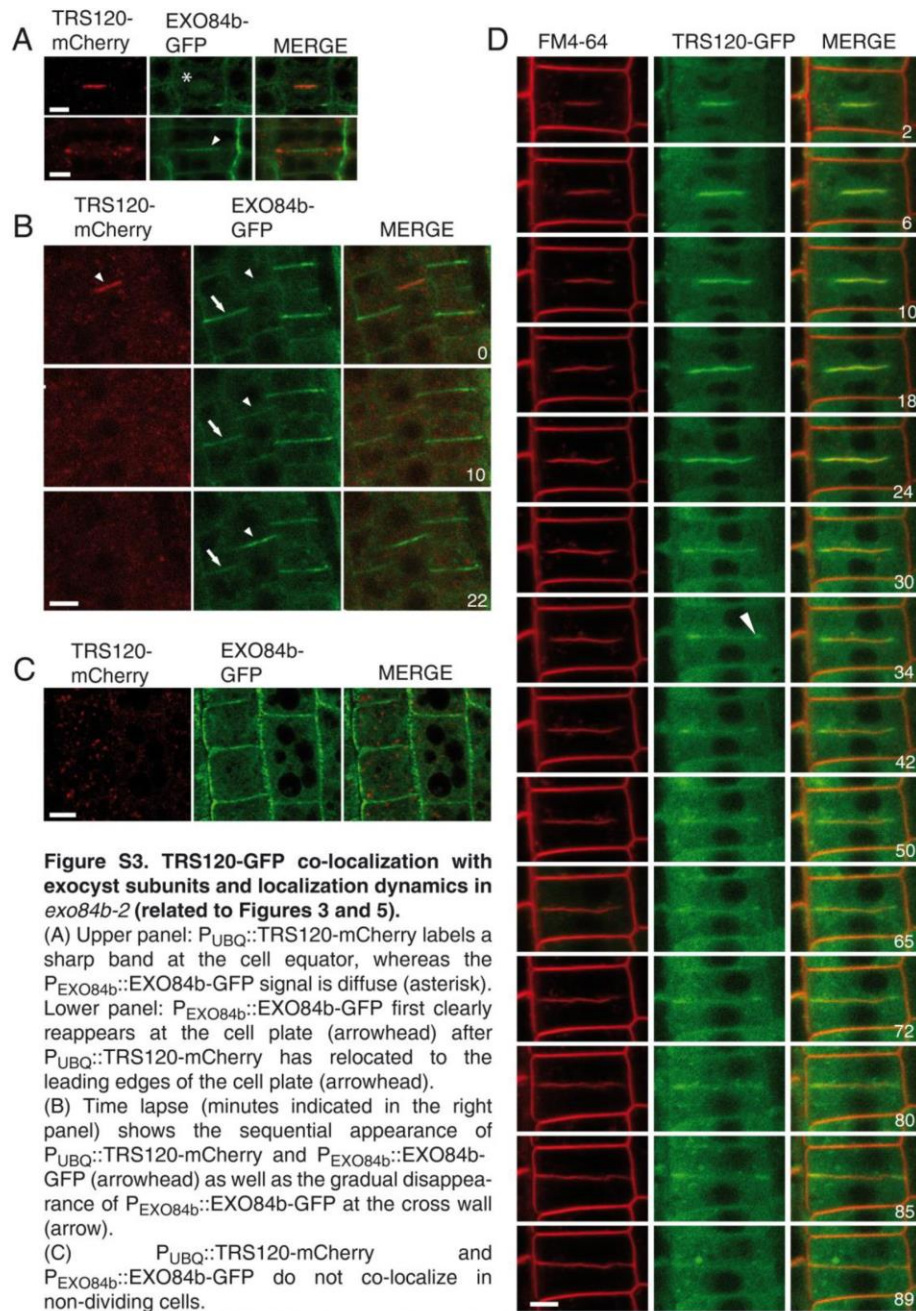 A
TRS120-mCherry EXO84b-GFP MERGE
*
B
TRS120-mCherry EXO84b-GFP MERGE
0
10
22
C
TRS120-mCherry EXO84b-GFP MERGE
Figure S3. TRS120-GFP co-localization with
exocyst subunits and localization dynamics in
exo84b-2 (related to Figures 3 and 5).
(A) Upper panel: PUBQ::TRS120-mCherry labels a
sharp band at the cell equator, whereas the
PEXO84b::EXO84b-GFP signal is diffuse (asterisk).
Lower panel: PEXO84b::EXO84b-GFP first clearly
reappears at the cell plate (arrowhead) after
PUBQ::TRS120-mCherry has relocated to the
leading edges of the cell plate (arrowhead).
(B) Time lapse (minutes indicated in the right
panel) shows the sequential appearance of
PUBQ::TRS120-mCherry and PEXO84b::EXO84b-
GFP (arrowhead) as well as the gradual disappea-
rance of PEXO84b::EXO84b-GFP at the cross wall
(arrow).
(C) PUBQ::TRS120-mCherry and
PEXO84b::EXO84b-GFP do not co-localize in
non-dividing cells.
D
FM4-64 TRS120-GFP MERGE
2
6
10
18
24
30
34
42
50
65
72
80
85
89